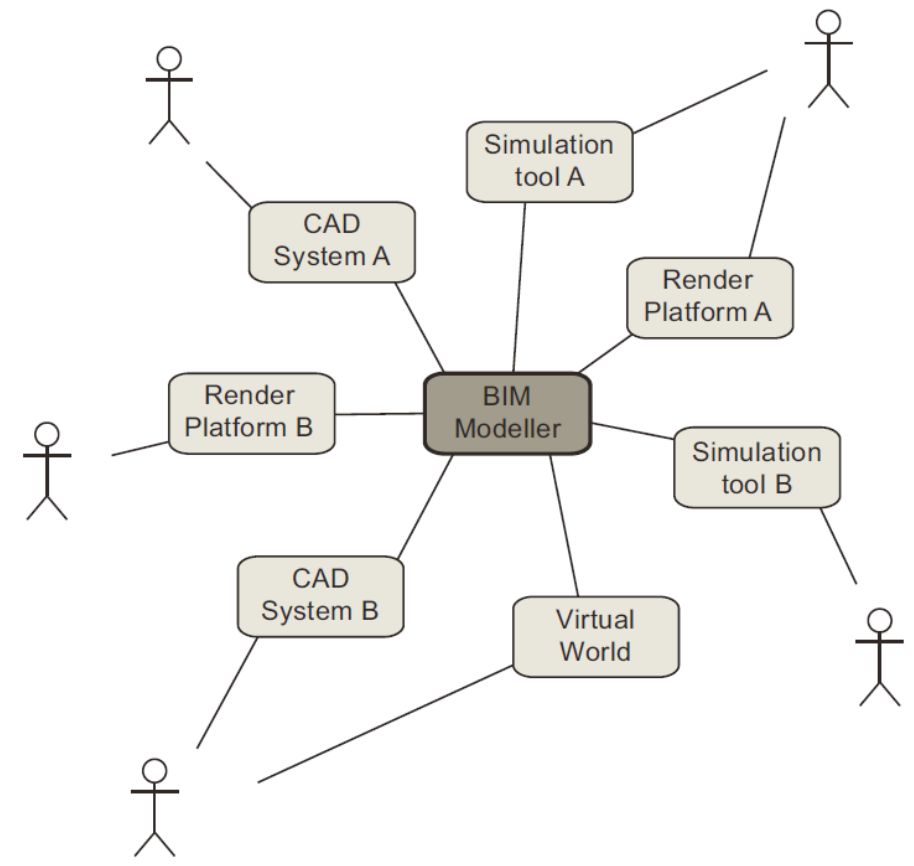 Simulation
tool A
CAD
System A
Render
Platform A
Render
Platform B
BIM
Modeller
Simulation
tool B
CAD
System B
Virtual
World